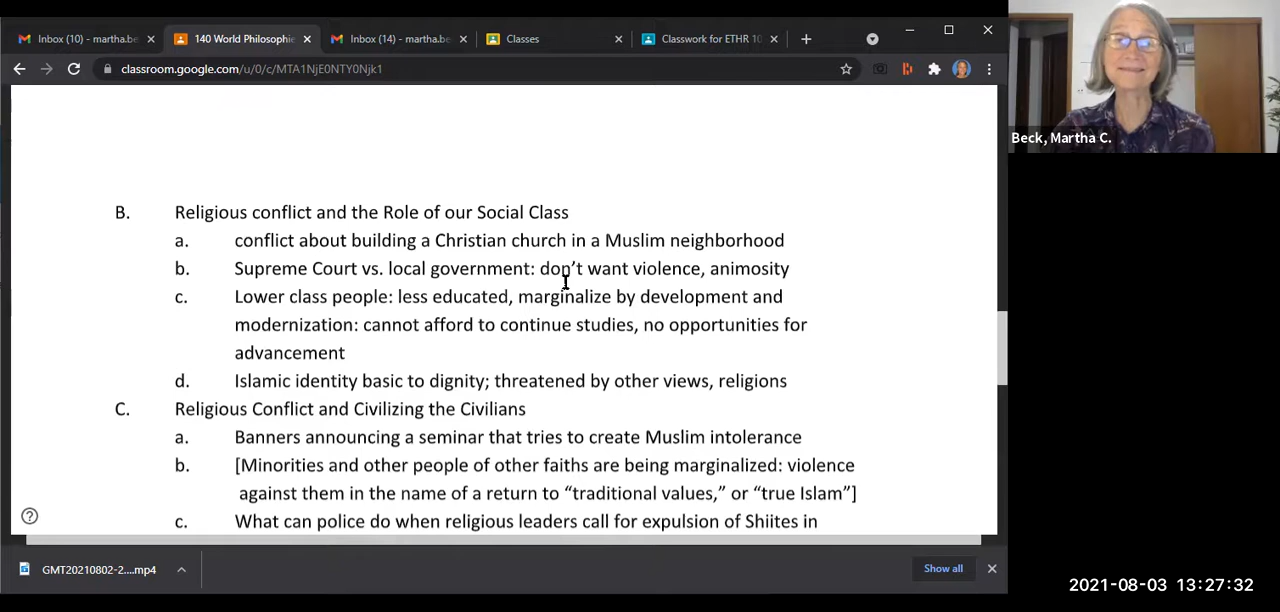 Inbox (10) - martha.be
140 World Philosophie
Inbox (14) - martha.be
Classes
Classwork for ETHR 10
classroom.google.com/u/0/c/MTA1NjE0NTY0Njk1
Beck, Martha C.
B. Religious conflict and the Role of our Social Class
a. conflict about building a Christian church in a Muslim neighborhood
b. Supreme Court vs. local government: don’t want violence, animosity
c. Lower class people: less educated, marginalize by development and
modernization: cannot afford to continue studies, no opportunities for
advancement
d. Islamic identity basic to dignity; threatened by other views, religions
C. Religious Conflict and Civilizing the Civilians
a. Banners announcing a seminar that tries to create Muslim intolerance
b. [Minorities and other people of other faiths are being marginalized: violence
against them in the name of a return to “traditional values,” or “true Islam”]
c. What can police do when religious leaders call for expulsion of Shiites in
GMT20210802-2....mp4
Show all
2021-08-03 13:27:32